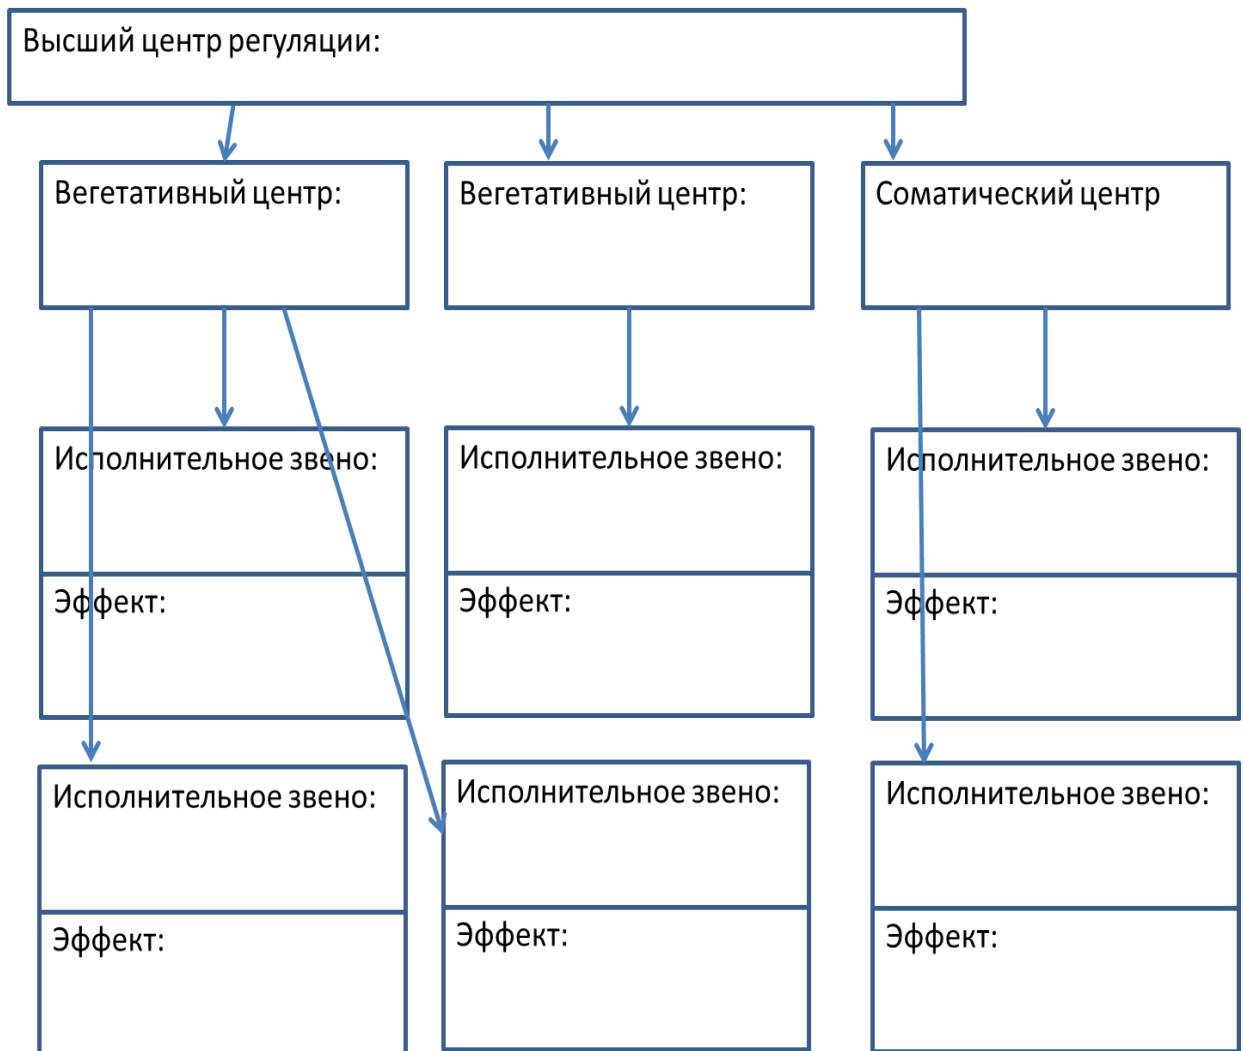 Высший центр регуляции:
Вегетативный центр:
Вегетативный центр:
Соматический центр
Исполнительное звено:
Исполнительное звено:
Исполнительное звено:
Эффект:
Эффект:
Эффект:
Исполнительное звено:
Исполнительное звено:
Исполнительное звено:
Эффект:
Эффект:
Эффект: